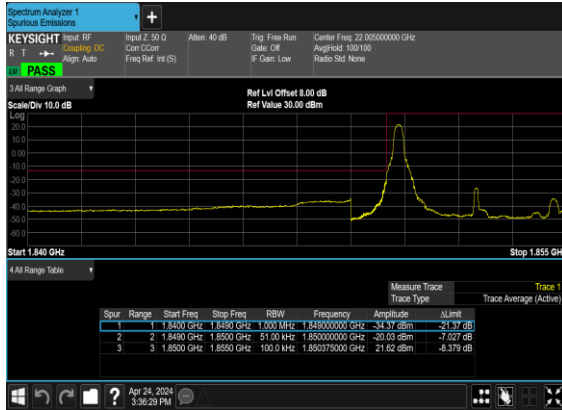 Spectrum Analyzer 1
Spurious Emissions
KEYSIGHT Input: RF Input Z: 50 Ω Atten: 40 dB Trig: Free Run Center Freq: 22.005000000 GHz
R T Coupling: DC Corr CCorr Gate: Off Avg|Hold: 100/100
Align: Auto Freq Ref: Int (S) IF Gain: Low Radio Std: None
PASS
3 All Range Graph
Ref Lvl Offset 8.00 dB
Scale/Div 10.0 dB Ref Value 30.00 dBm
Log
20.0
10.0
0.00
-10.0
-20.0
-30.0
-40.0
-50.0
-60.0
Start 1.840 GHz Stop 1.855 GH
4 All Range Table
Measure Trace Trace 1
Trace Type Trace Average (Active)
Spur Range Start Freq Stop Freq RBW Frequency Amplitude ΔLimit
1 1 1.8400 GHz 1.8490 GHz 1.000 MHz 1.849000000 GHz -34.37 dBm -21.37 dB
2 2 1.8490 GHz 1.8500 GHz 51.00 kHz 1.850000000 GHz -20.03 dBm -7.027 dB
3 3 1.8500 GHz 1.8550 GHz 100.0 kHz 1.850375000 GHz 21.62 dBm -8.379 dB
Apr 24, 2024
3:36:29 PM